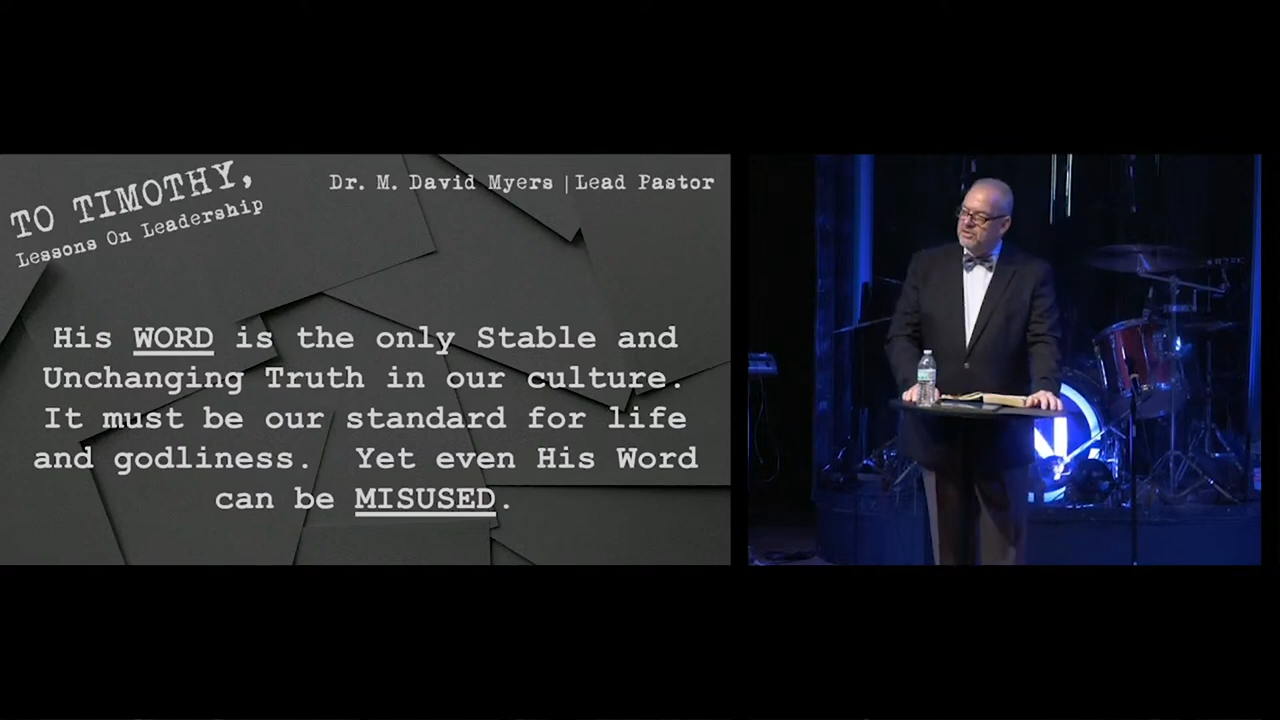 TO TIMOTHY,
Lessons On Leadership
Dr. M. David Myers | Lead Pastor
His WORD is the only Stable and
Unchanging Truth in our culture.
It must be our standard for life
and godliness. Yet even His Word
can be MISUSED.